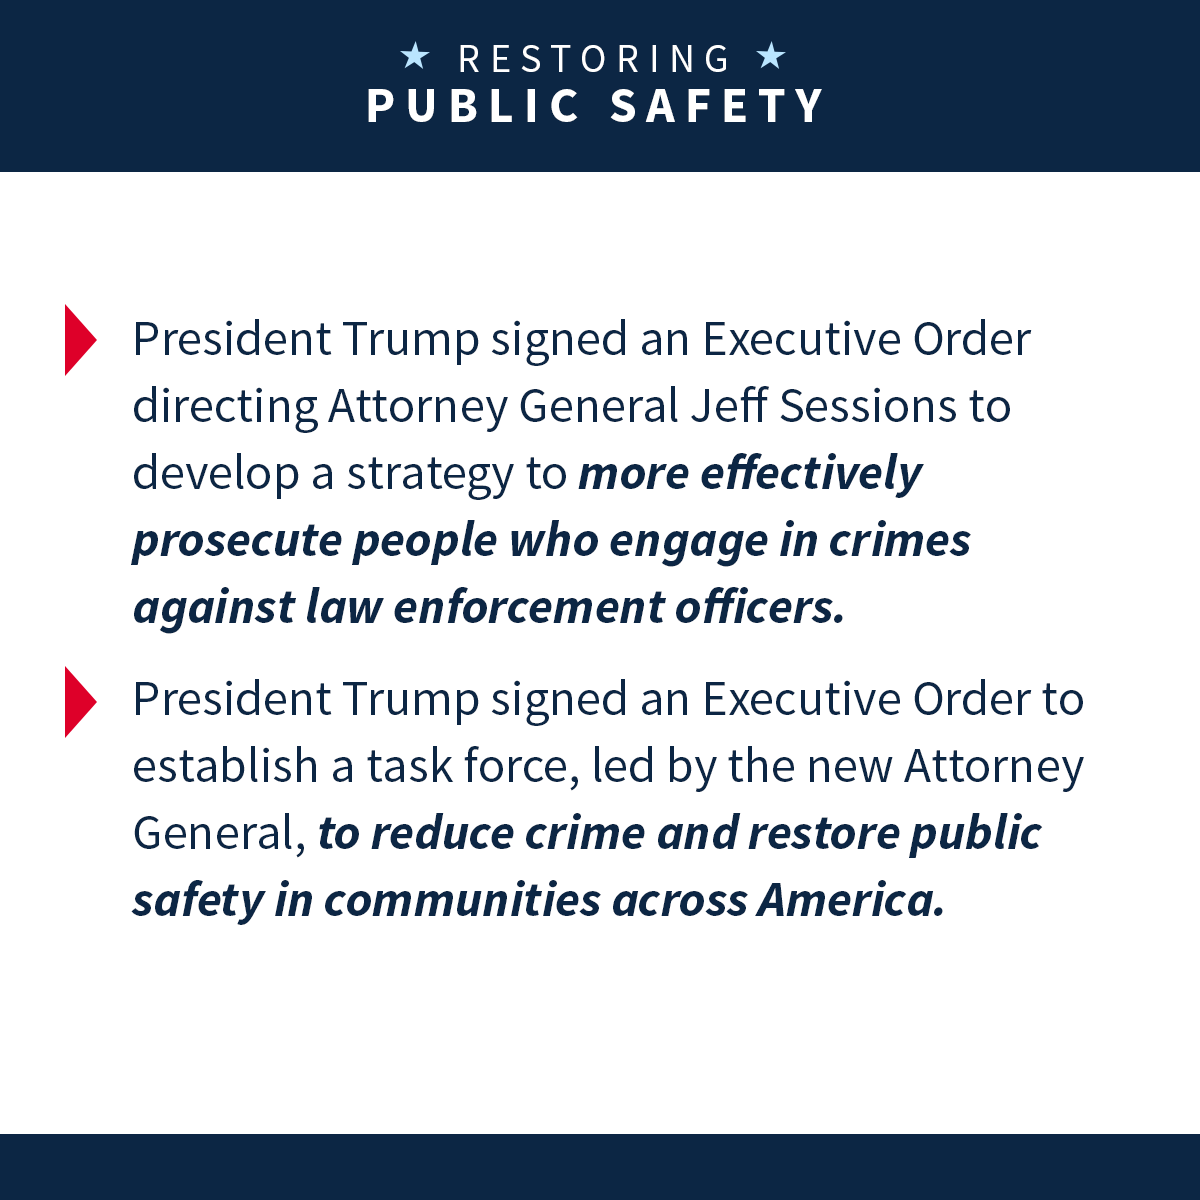 RESTORING
PUBLIC SAFETY
President Trump signed an Executive Order
directing Attorney General Jeff Sessions to
develop a strategy to more effectively
prosecute people who engage in crimes
against law enforcement officers.
President Trump signed an Executive Order to
establish a task force, led by the new Attorney
General, to reduce crime and restore public
safety in communities across America.